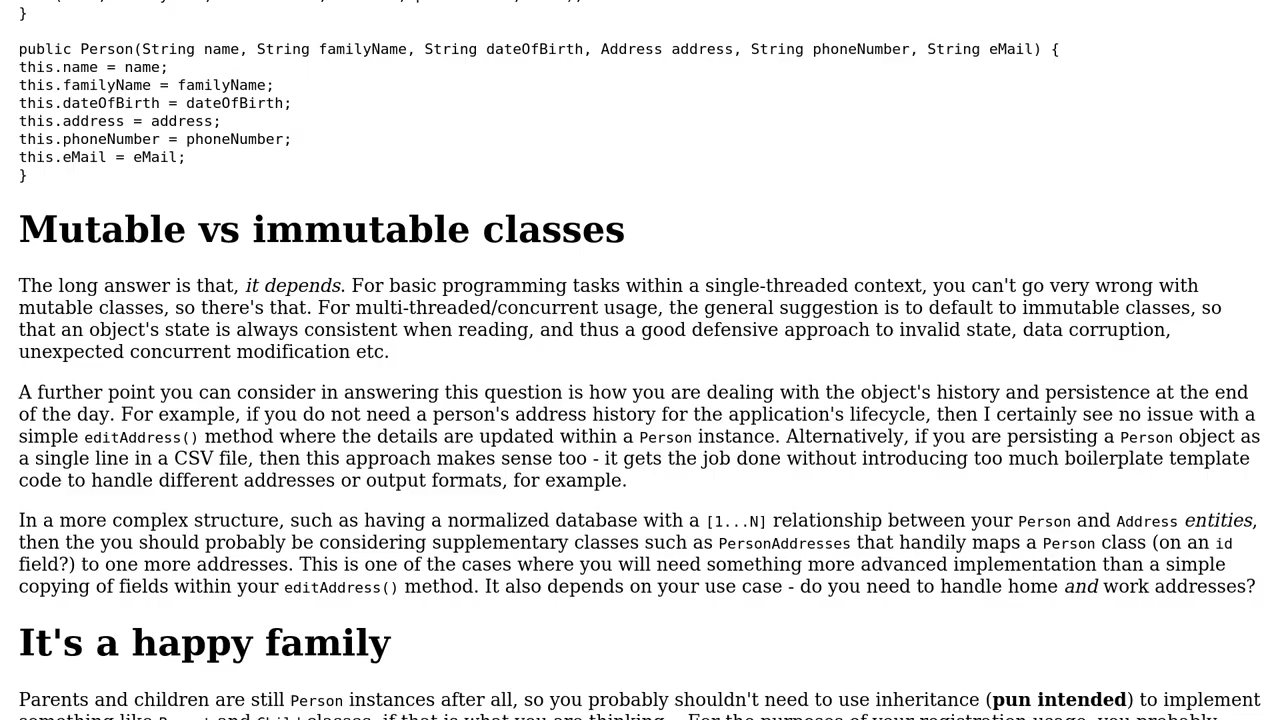 }
public Person(String name, String familyName, String dateOfBirth, Address address, String phoneNumber, String eMail) {
this.name = name;
this.familyName = familyName;
this.dateOfBirth = dateOfBirth;
this.address = address;
this.phoneNumber = phoneNumber;
this.eMail = eMail;
}
Mutable vs immutable classes
The long answer is that, it depends. For basic programming tasks within a single-threaded context, you can't go very wrong with
mutable classes, so there's that. For multi-threaded/concurrent usage, the general suggestion is to default to immutable classes, so
that an object's state is always consistent when reading, and thus a good defensive approach to invalid state, data corruption,
unexpected concurrent modification etc.
A further point you can consider in answering this question is how you are dealing with the object's history and persistence at the end
of the day. For example, if you do not need a person's address history for the application's lifecycle, then I certainly see no issue with a
simple editAddress() method where the details are updated within a Person instance. Alternatively, if you are persisting a Person object as
a single line in a CSV file, then this approach makes sense too - it gets the job done without introducing too much boilerplate template
code to handle different addresses or output formats, for example.
In a more complex structure, such as having a normalized database with a [1...N] relationship between your Person and Address entities,
then the you should probably be considering supplementary classes such as PersonAddresses that handily maps a Person class (on an id
field?) to one more addresses. This is one of the cases where you will need something more advanced implementation than a simple
copying of fields within your editAddress() method. It also depends on your use case - do you need to handle home and work addresses?
It's a happy family
Parents and children are still Person instances after all, so you probably shouldn't need to use inheritance (pun intended) to implement